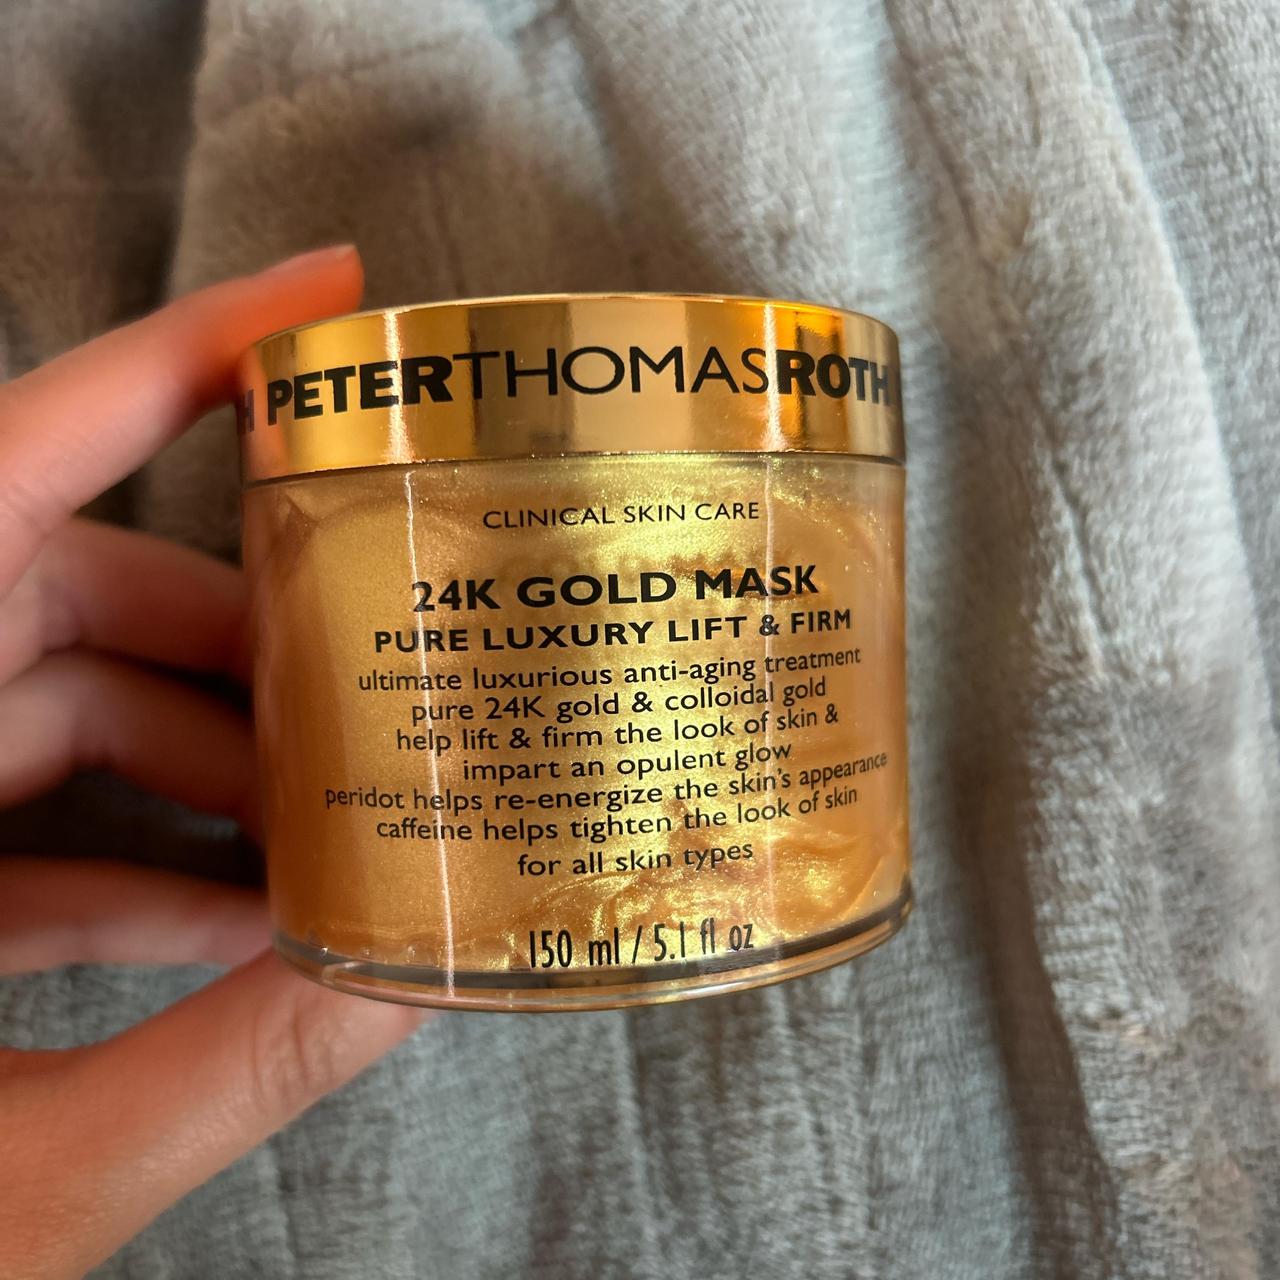 H PETERTHOMASROTH
CLINICAL SKIN CARE
24K GOLD MASK
PURE LUXURY LIFT & FIRM
ultimate luxurious anti-aging treatment
pure 24K gold & colloidal gold
help lift & firm the look of skin &
impart an opulent glow
peridot helps re-energize the skin's appearance
caffeine helps tighten the look of skin
for all skin types
150 ml / 5.1 fl oz